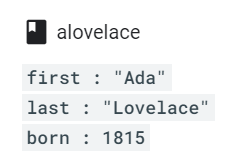 alovelace
first : "Ada"
last : "Lovelace"
born : 1815